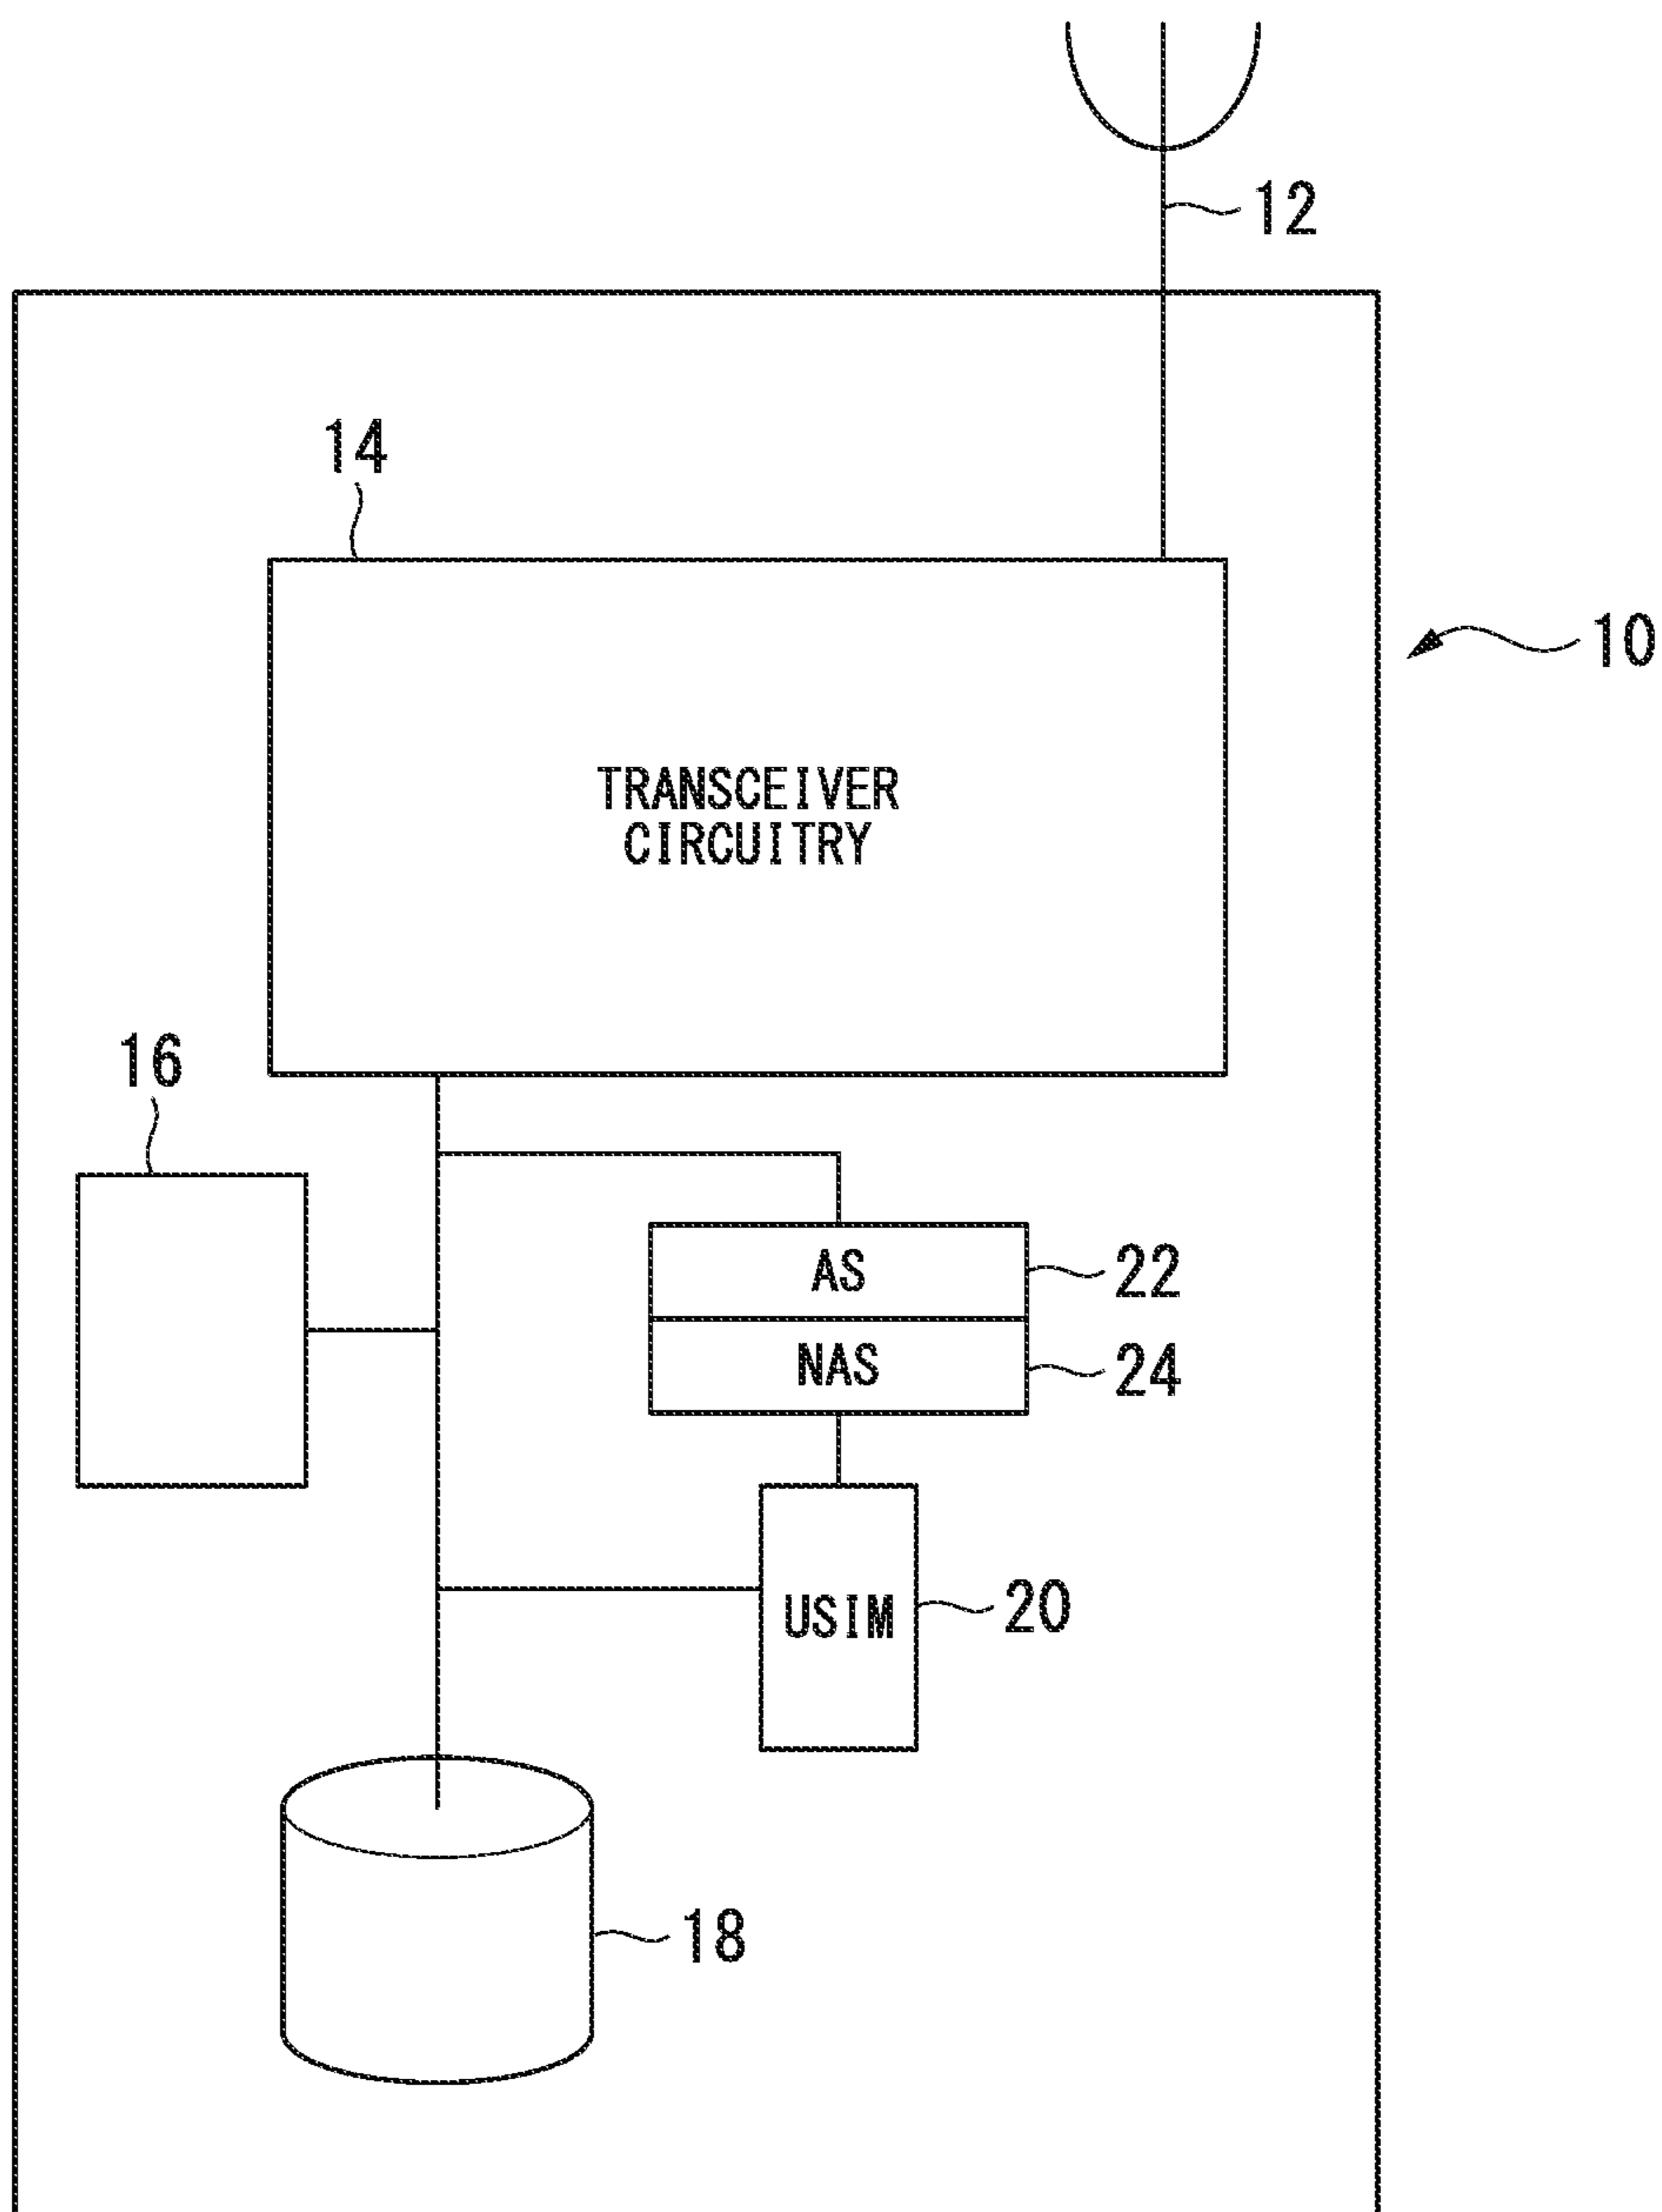 12
14
10
TRANSCEIVER
CIRCUITRY
16
AS
22
NAS
24
USIM
20
18